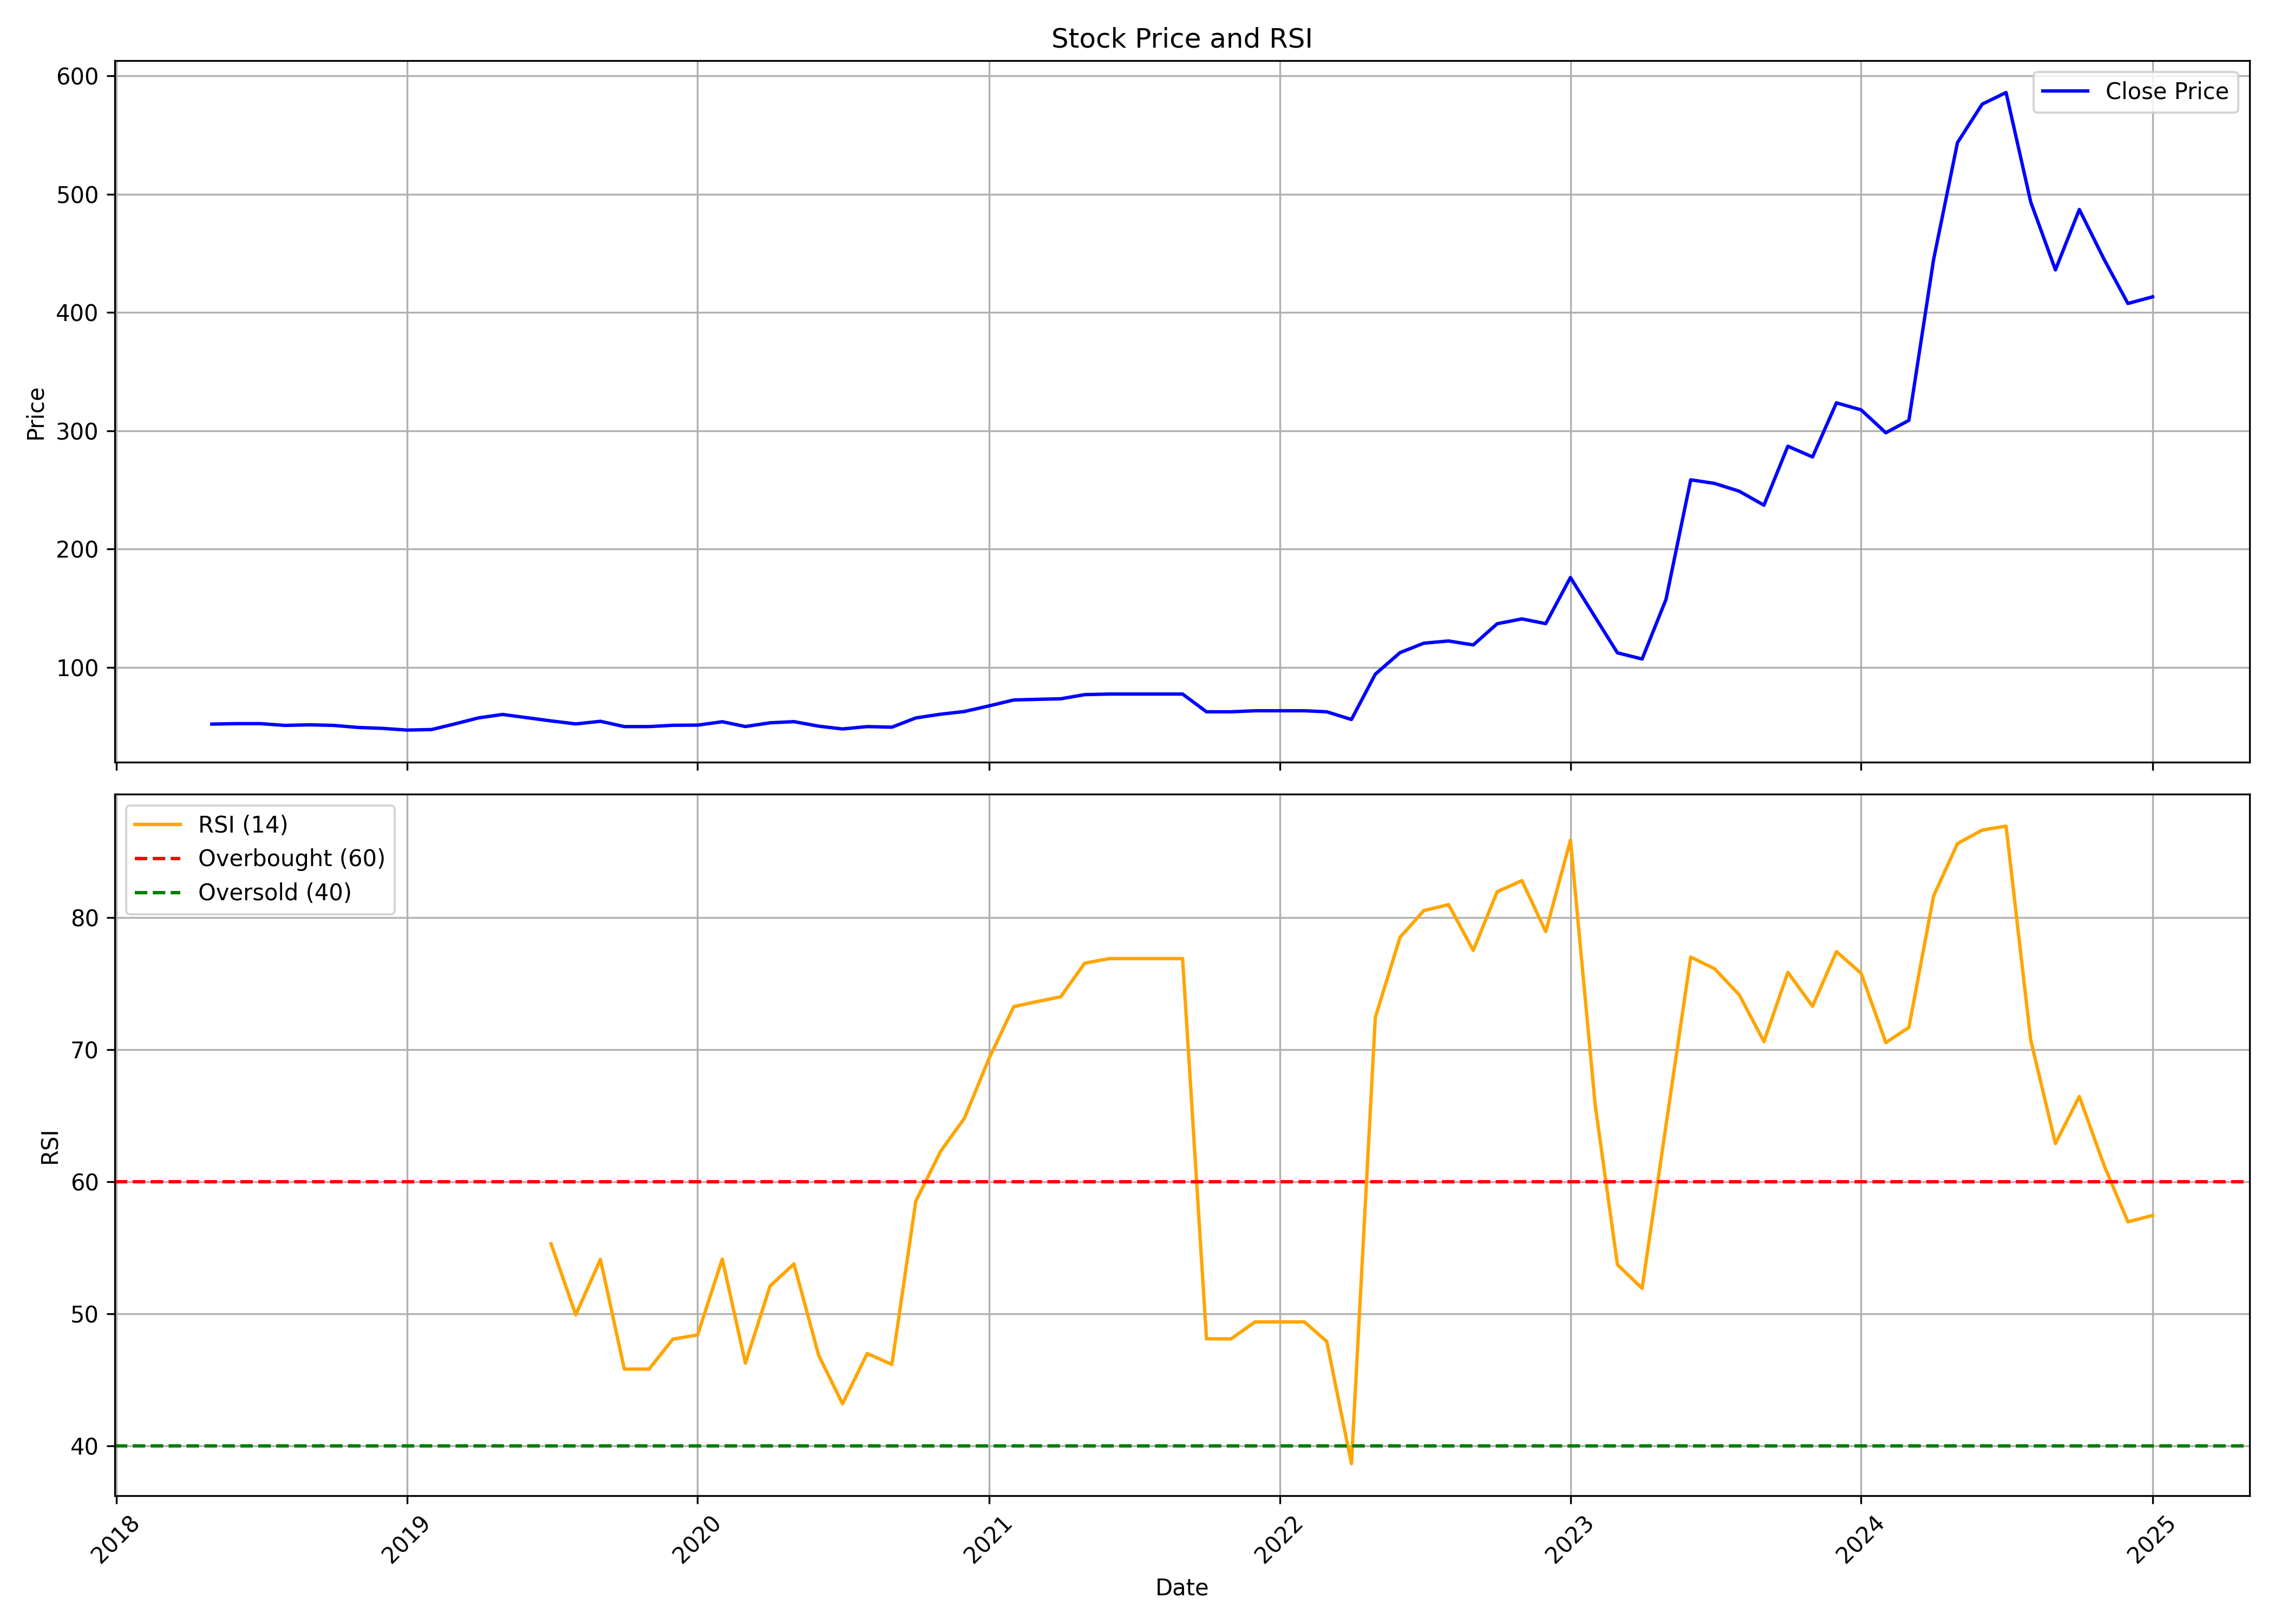 Stock Price and RSI
600
500
400
300
200
100
Price
Close Price
RSI (14)
Overbought (60)
Oversold (40)
80
70
60
50
40
RSI
2018
2019
2020
2021
2022
2023
2024
2025
Date